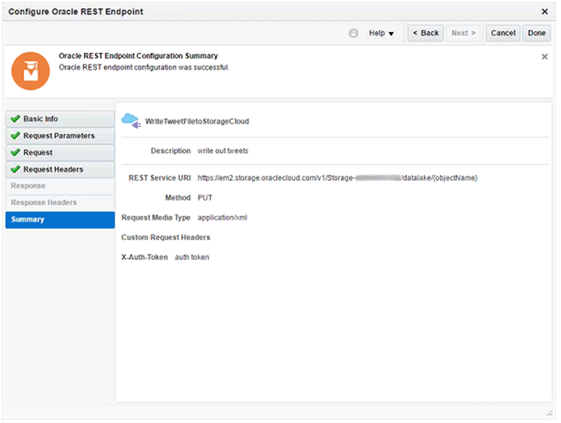 Configure Oracle REST Endpoint
Help
< Back Next > Cancel Done
Oracle REST Endpoint Configuration Summary
Oracle REST endpoint configuration was successful.
Basic Info
Request Parameters
Request
Request Headers
Response
Response Headers
Summary
WriteTweetFiletoStorageCloud
Description write out tweets
REST Service URI https://em2.storage.oraclecloud.com/v1/Storage- /datalake/{objectName}
Method PUT
Request Media Type application/xml
Custom Request Headers
X-Auth-Token auth token